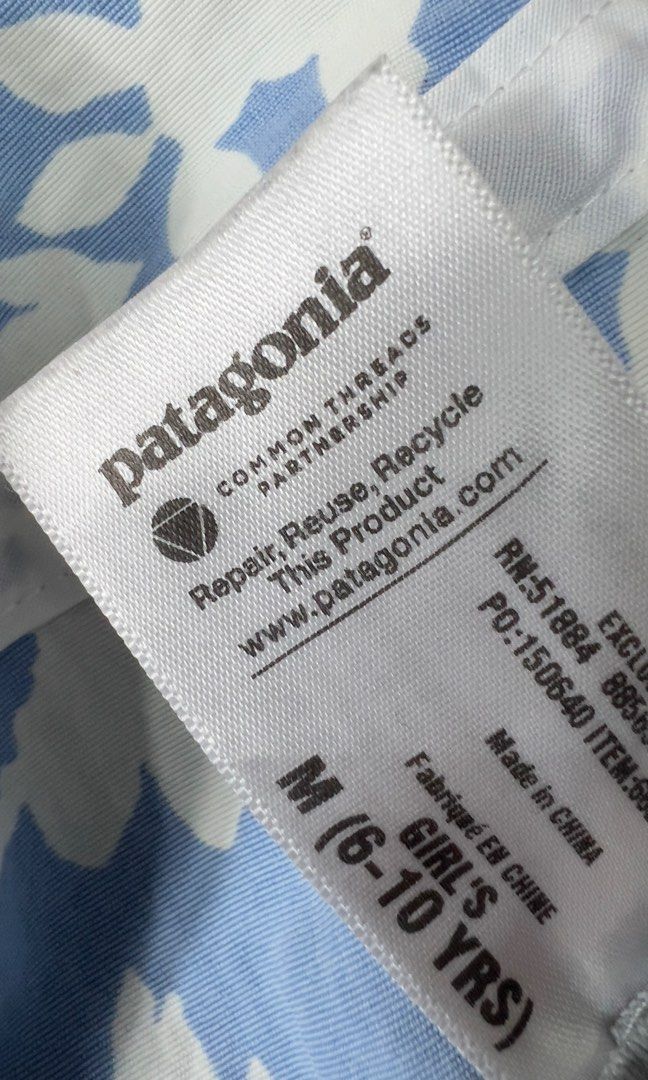 patagonia®
COMMON THREADS
PARTNERSHIP
Repair, Reuse, Recycle
This Product
www.patagonia.com
RN:51884
PO:150640 ITEM:
Made in CHINA
Fabriqué EN CHINE
GIRL'S
M (6-10 YRS)